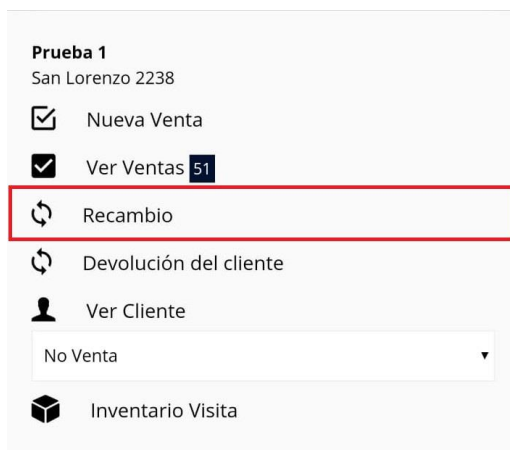 Prueba 1
San Lorenzo 2238
Nueva Venta
Ver Ventas 51
Recambio
Devolución del cliente
Ver Cliente
No Venta
Inventario Visita